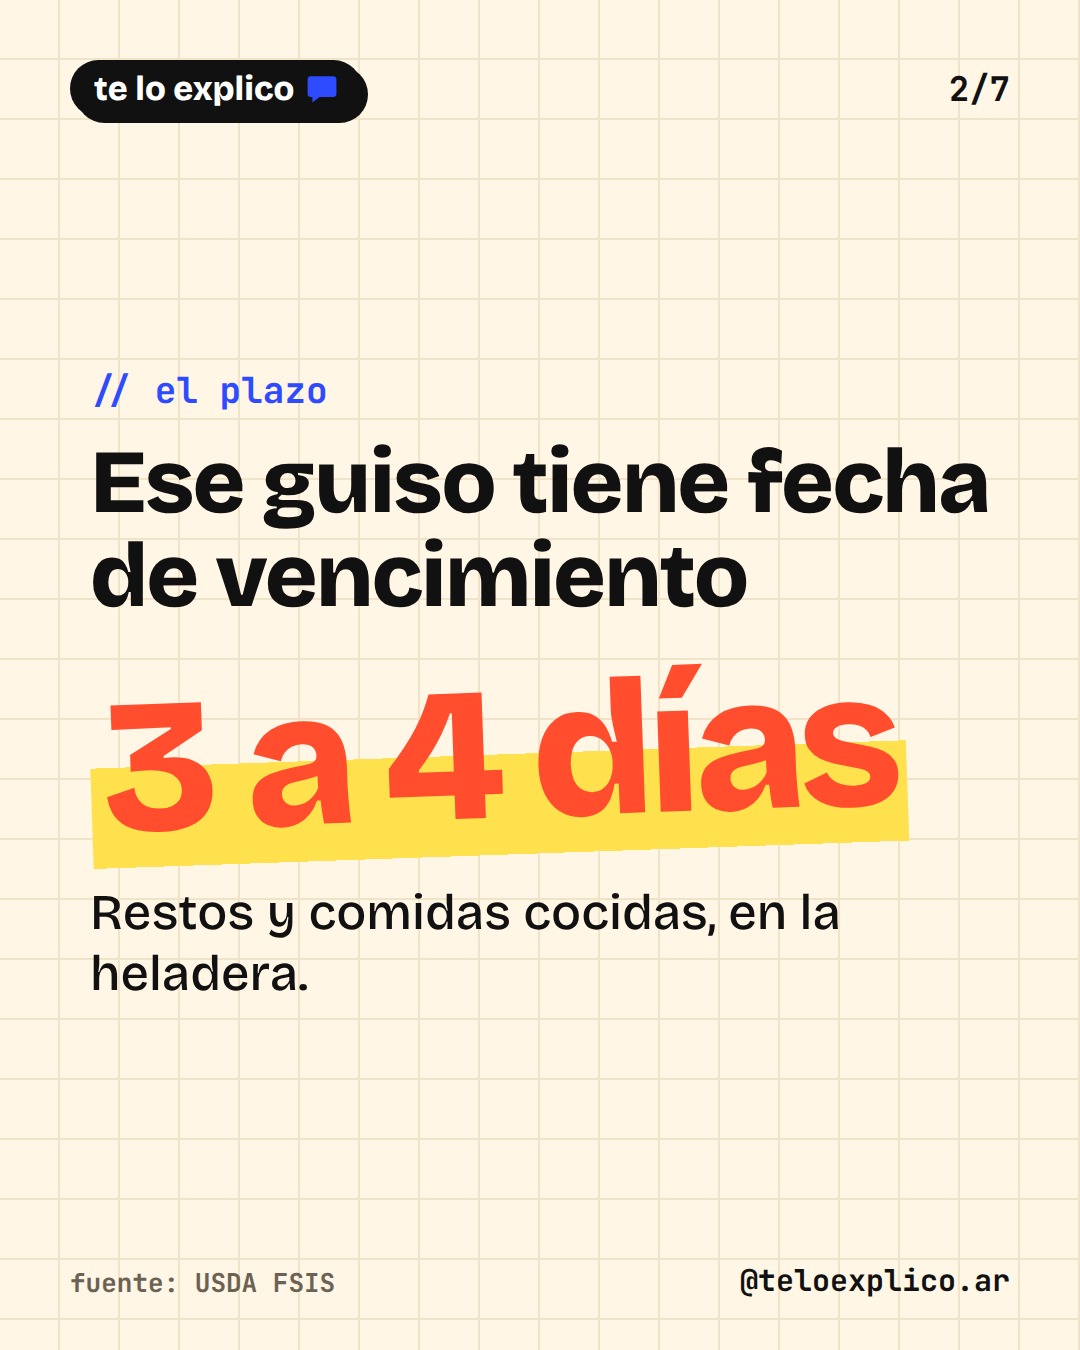 te lo explico
2/7
// el plazo
Ese guiso tiene fecha
de vencimiento
3 a 4 días
Restos y comidas cocidas, en la
heladera.
fuente: USDA FSIS
@teloexplico.ar